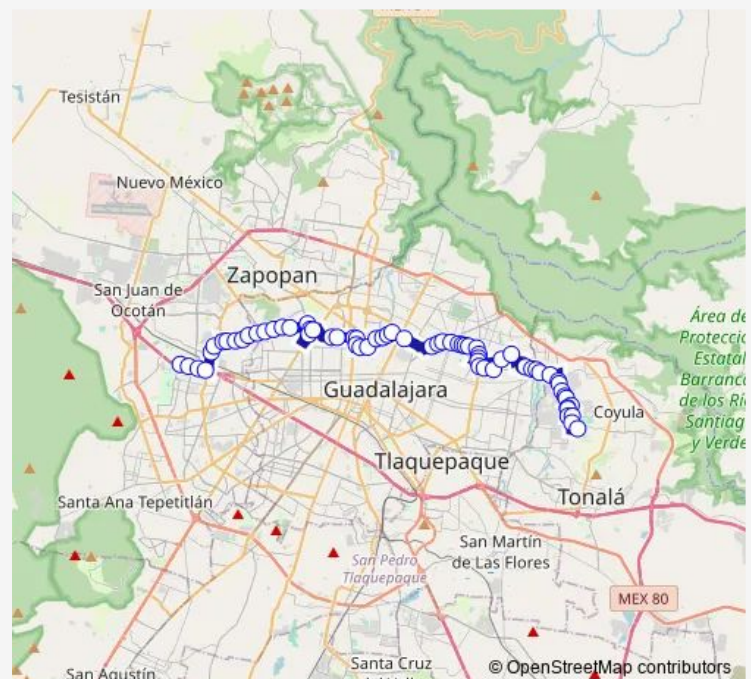 Tesistán
Nuevo México
Zapopan
San Juan de
Ocotán
Área de
Protecció
Estatal
Barranc
de los Río
Santiag
y Verde
Guadalajara
Coyula
Tlaquepaque
Tonalá
Santa Ana Tepetitlán
San Martín
de Las Flores
San Pedro
Tlaquepaque
MEX 80
Santa Cruz
San Agustín
© OpenStreetMap contributors